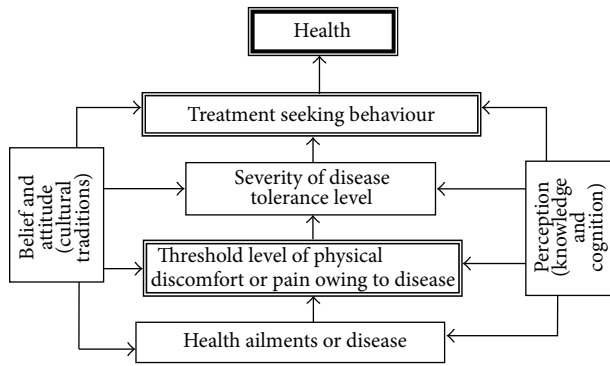 Health
Treatment seeking behaviour
Belief and
attitude
(cultural
traditions)
Severity of disease
tolerance level
Perception
(knowledge
and
cognition)
Threshold level of physical
discomfort or pain owing to disease
Health ailments or disease